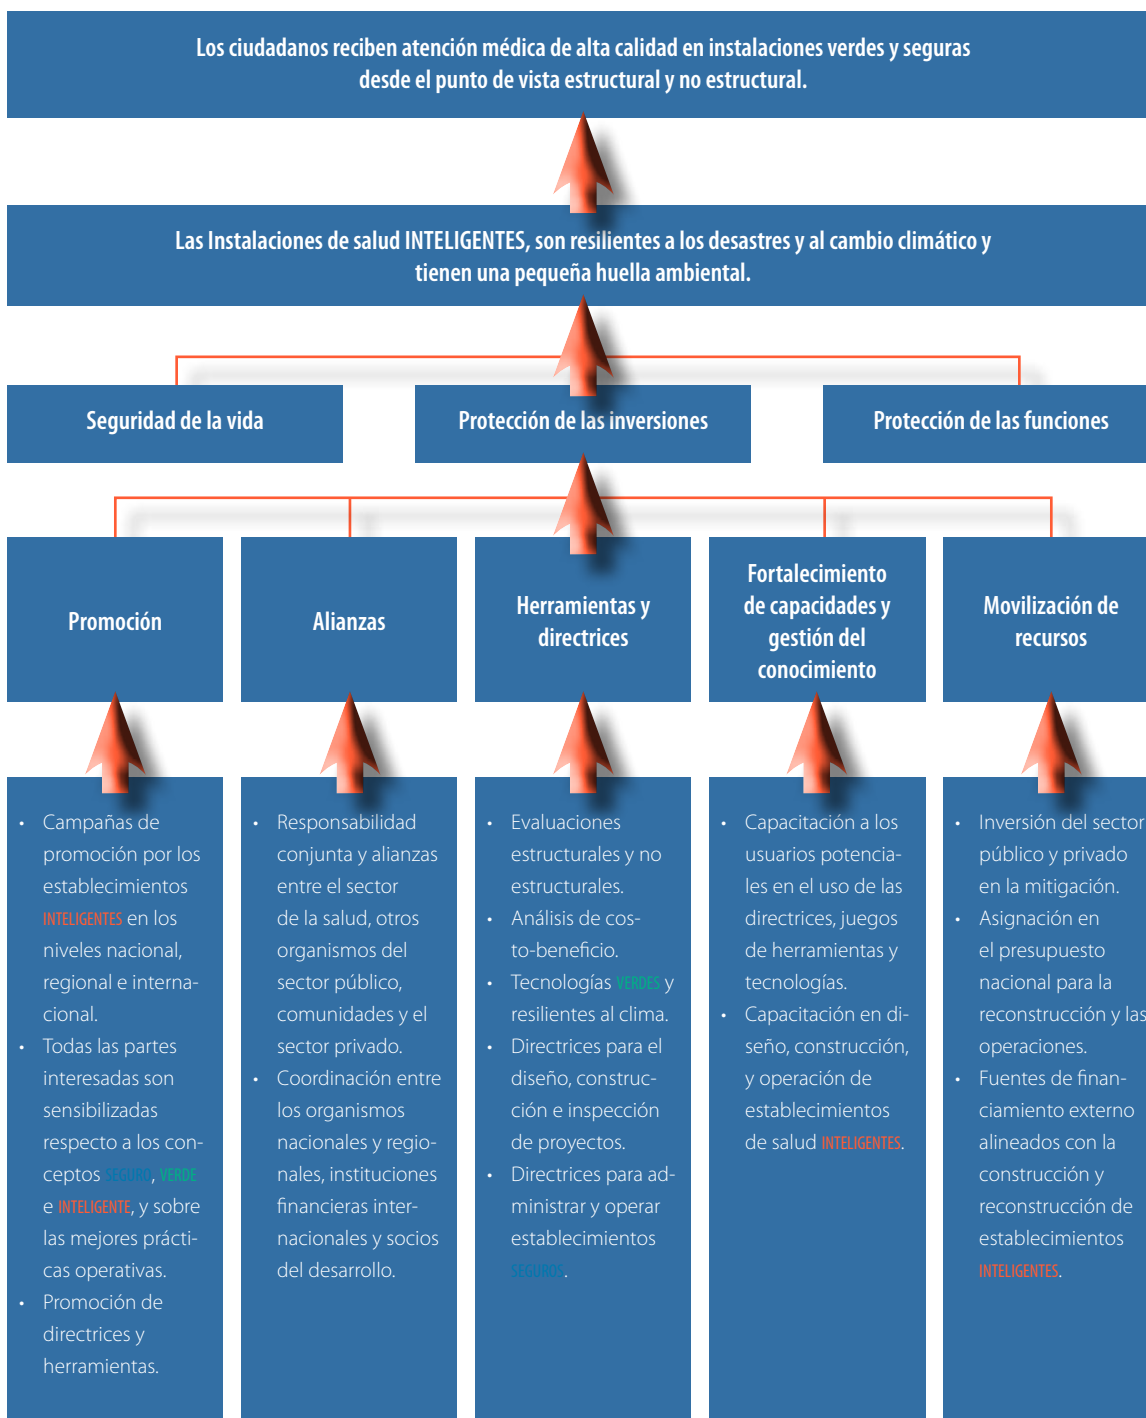 Los ciudadanos reciben atención médica de alta calidad en instalaciones verdes y seguras
desde el punto de vista estructural y no estructural.
Las Instalaciones de salud INTELIGENTES, son resilientes a los desastres y al cambio climático y
tienen una pequeña huella ambiental.
Seguridad de la vida
Protección de las inversiones
Protección de las funciones
Promoción
Alianzas
Herramientas y
directrices
Fortalecimiento
de capacidades y
gestión del
conocimiento
Movilización de
recursos
• Campañas de
promoción por los
establecimientos
INTELIGENTES en los
niveles nacional,
regional e interna-
cional.
• Todas las partes
interesadas son
sensibilizadas
respecto a los con-
ceptos SEGURO, VERDE
e INTELIGENTE, y sobre
las mejores prácti-
cas operativas.
• Promoción de
directrices y
herramientas.
• Responsabilidad
conjunta y alianzas
entre el sector
de la salud, otros
organismos del
sector público,
comunidades y el
sector privado.
• Coordinación entre
los organismos
nacionales y regio-
nales, instituciones
financieras inter-
nacionales y socios
del desarrollo.
• Evaluaciones
estructurales y no
estructurales.
• Análisis de cos-
to-beneficio.
• Tecnologías VERDES y
resilientes al clima.
• Directrices para el
diseño, construc-
ción e inspección
de proyectos.
• Directrices para ad-
ministrar y operar
establecimientos
SEGUROS.
• Capacitación a los
usuarios potencia-
les en el uso de las
directrices, juegos
de herramientas y
tecnologías.
• Capacitación en di-
seño, construcción,
y operación de
establecimientos
de salud INTELIGENTES.
• Inversión del sector
público y privado
en la mitigación.
• Asignación en
el presupuesto
nacional para la
reconstrucción y las
operaciones.
• Fuentes de finan-
ciamiento externo
alineados con la
construcción y
reconstrucción de
establecimientos
INTELIGENTES.